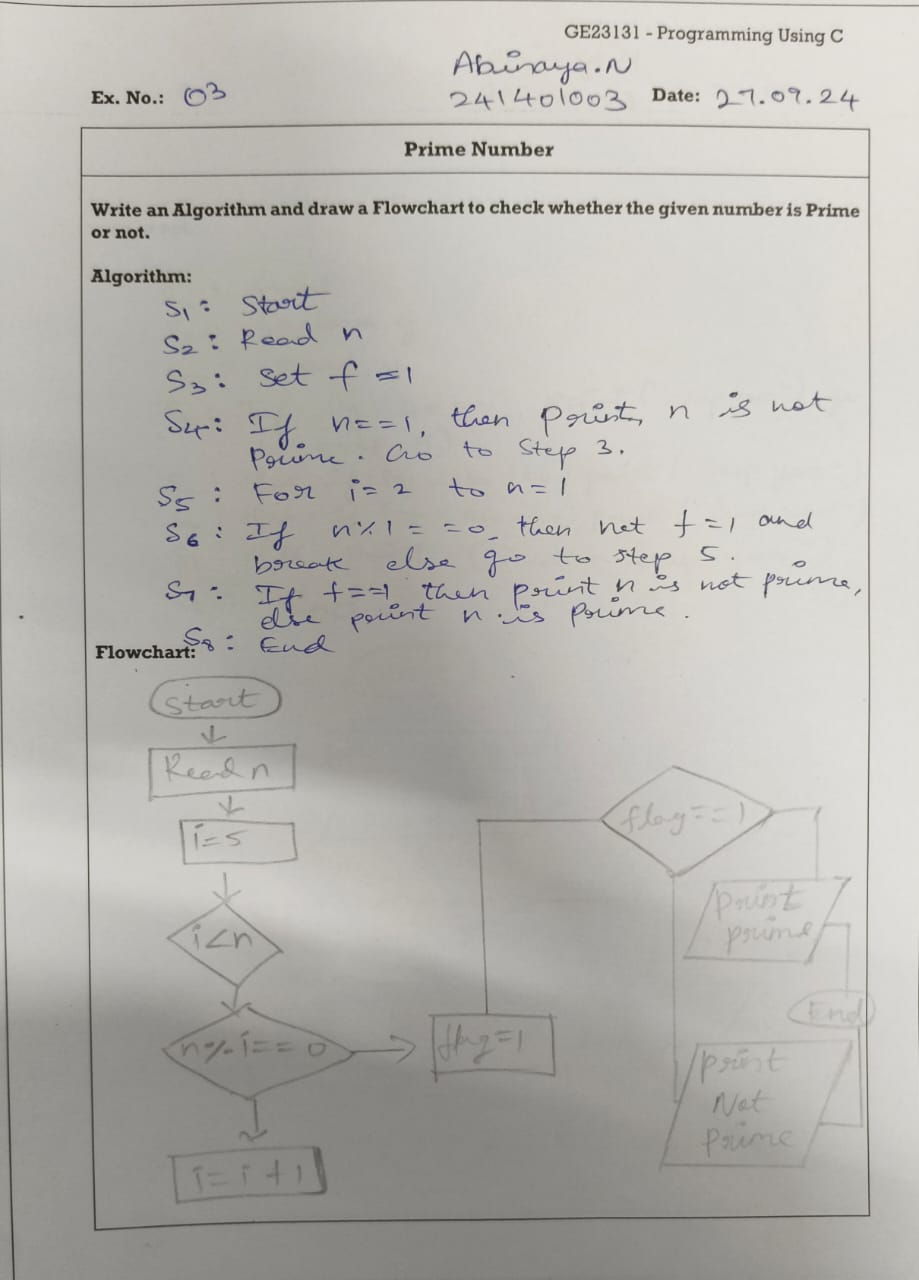 GE23131 - Programming Using C
Abinaya.N
Ex. No.: 03 241401003 Date: 27.09.24
Prime Number
Write an Algorithm and draw a Flowchart to check whether the given number is Prime
or not.
Algorithm:
S1: Start
S2: Read n
S3: Set f =1
S4: If n==1, then Print, n is not
Prime. Go to Step 3.
S5: For i=2 to n=1
S6: If n%1==0, then net f=1 and
break else go to step 5.
S7: If f==1 then print n is not prime,
else print n is Prime.
S8: End
Flowchart:
Start
Read n
i=5
i<n
n%i==0
i=i+1
flag=1
flag==1
print
prime
End
print
Not
Prime